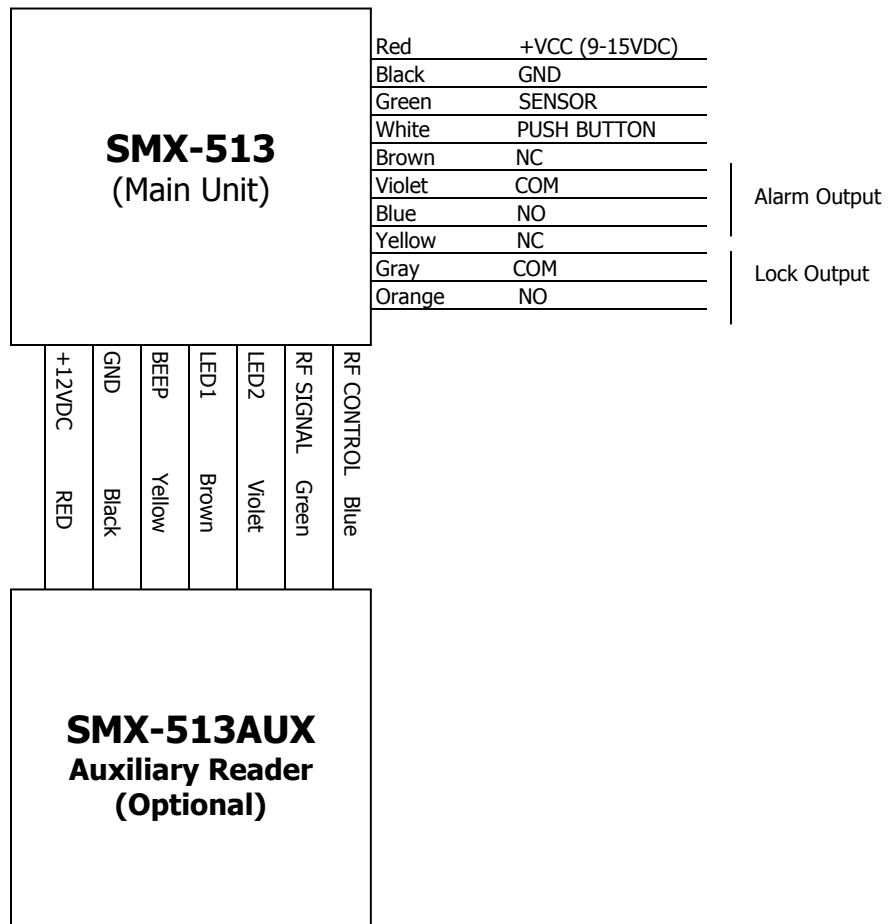 SMX-513
(Main Unit)
Red +VCC (9-15VDC)
Black GND
Green SENSOR
White PUSH BUTTON
Brown NC
Violet COM
Blue NO
Yellow NC
Gray COM
Orange NO
Alarm Output
Lock Output
+12VDC RED
GND Black
BEEP Yellow
LED1 Brown
LED2 Violet
RF SIGNAL Green
RF CONTROL Blue
SMX-513AUX
Auxiliary Reader
(Optional)